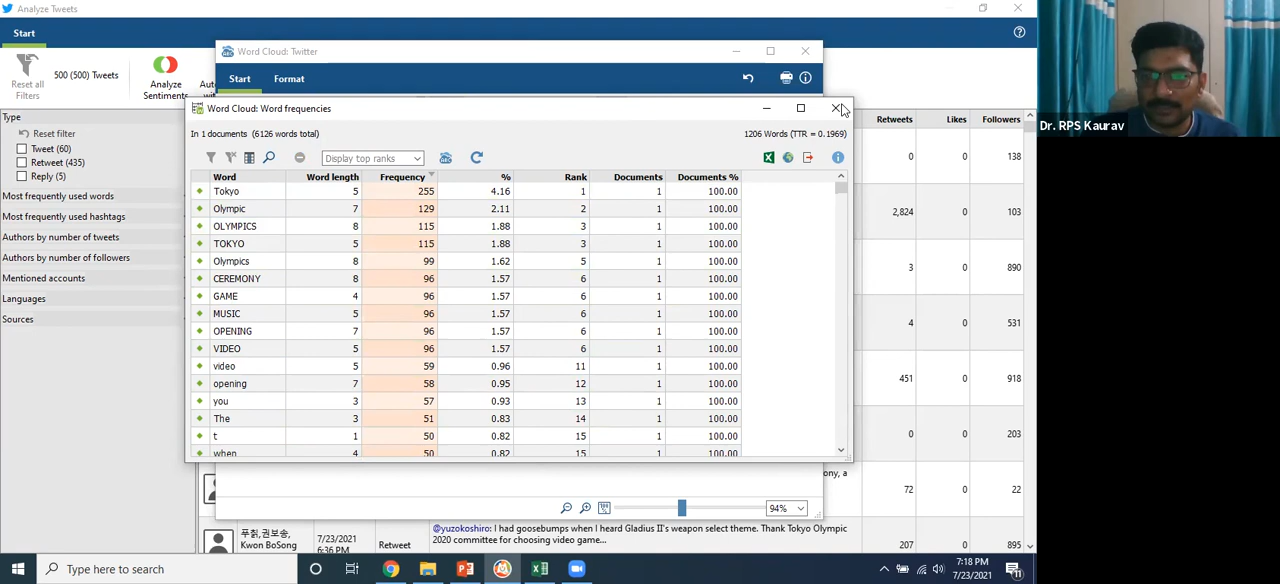 Analyze Tweets
Start
Reset all Filters
500 (500) Tweets
Analyze Sentiments
Type
Reset filter
Tweet (60)
Retweet (435)
Reply (5)
Most frequently used words
Most frequently used hashtags
Authors by number of tweets
Authors by number of followers
Mentioned accounts
Languages
Sources
Word Cloud: Twitter
Start Format
Word Cloud: Word frequencies
In 1 documents (6126 words total) 1206 Words (TTR = 0.1969)
Display top ranks
Word Word length Frequency % Rank Documents Documents %
Tokyo 5 255 4.16 1 1 100.00
Olympic 7 129 2.11 2 1 100.00
OLYMPICS 8 115 1.88 3 1 100.00
TOKYO 5 115 1.88 3 1 100.00
Olympics 8 99 1.62 5 1 100.00
CEREMONY 8 96 1.57 6 1 100.00
GAME 4 96 1.57 6 1 100.00
MUSIC 5 96 1.57 6 1 100.00
OPENING 7 96 1.57 6 1 100.00
VIDEO 5 96 1.57 6 1 100.00
video 5 59 0.96 11 1 100.00
opening 7 58 0.95 12 1 100.00
you 3 57 0.93 13 1 100.00
The 3 51 0.83 14 1 100.00
t 1 50 0.82 15 1 100.00
when 4 50 0.82 15 1 100.00
Retweets Likes Followers
0 0 138
2,824 0 103
3 0 890
4 0 531
451 0 918
0 0 203
72 0 22
207 0 895
94%
푸침;권보송,
Kwon BoSong
7/23/2021
6:36 PM
Retweet
@yuzokoshiro: I had goosebumps when I heard Gladius II's weapon select theme. Thank Tokyo Olympic
2020 committee for choosing video game...
Dr. RPS Kaurav
Type here to search
7:18 PM
7/23/2021